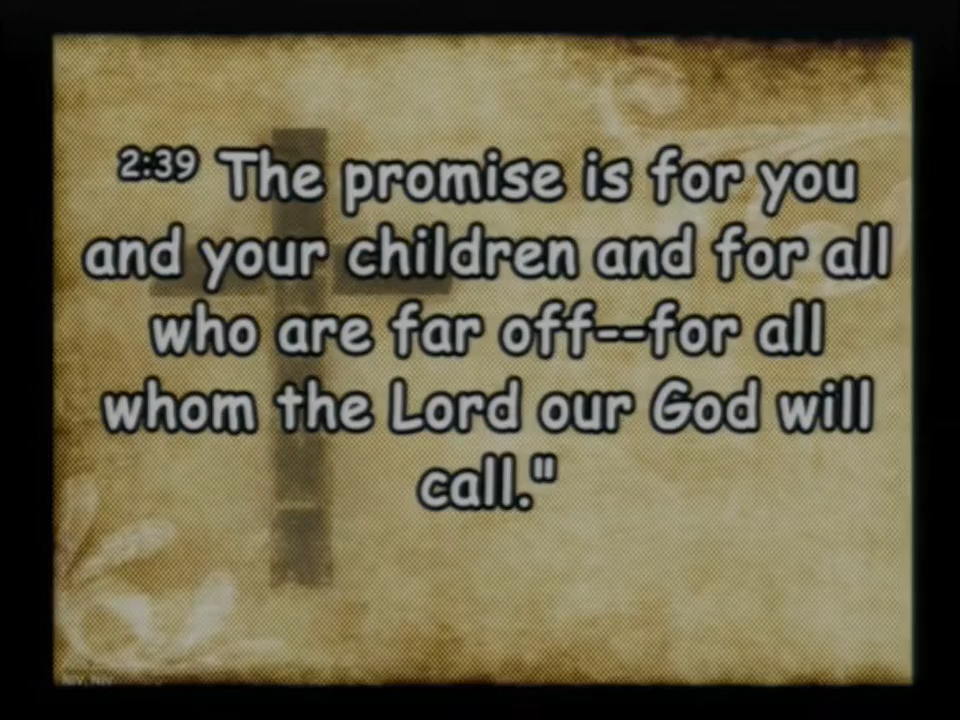 2:39 The promise is for you
and your children and for all
who are far off--for all
whom the Lord our God will
call."